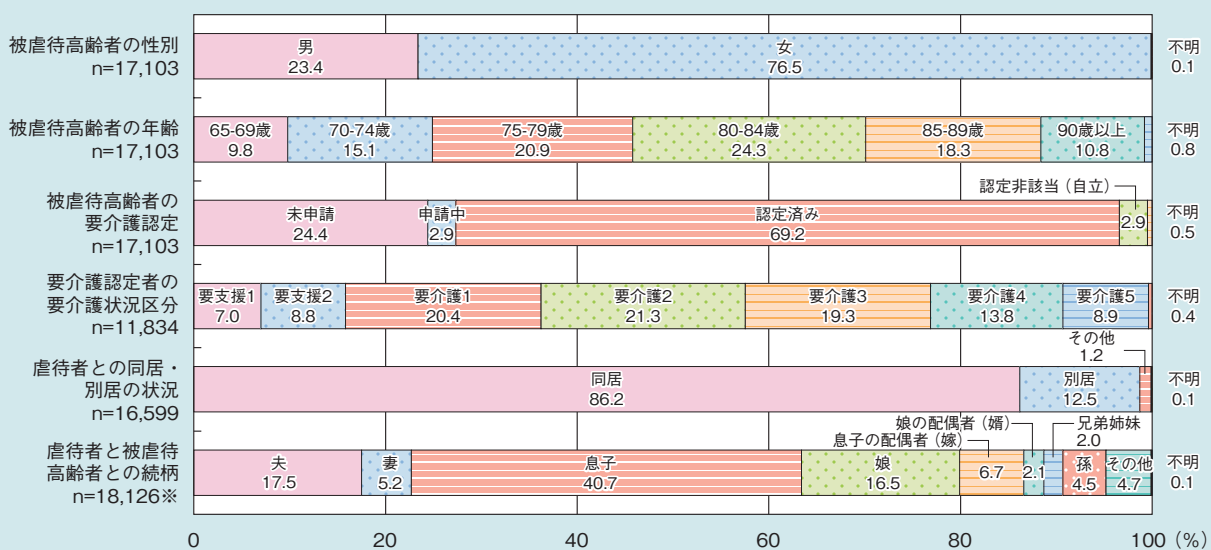 被虐待高齢者の性別
n=17,103
男
23.4
女
76.5
不明
0.1
被虐待高齢者の年齢
n=17,103
65-69歳
9.8
70-74歳
15.1
75-79歳
20.9
80-84歳
24.3
85-89歳
18.3
90歳以上
10.8
不明
0.8
被虐待高齢者の
要介護認定
n=17,103
未申請
24.4
申請中
2.9
認定済み
69.2
認定非該当（自立）
2.9
不明
0.5
要介護認定者の
要介護状況区分
n=11,834
要支援1
7.0
要支援2
8.8
要介護1
20.4
要介護2
21.3
要介護3
19.3
要介護4
13.8
要介護5
8.9
不明
0.4
虐待者との同居・
別居の状況
n=16,599
同居
86.2
別居
12.5
その他
1.2
不明
0.1
虐待者と被虐待
高齢者との続柄
n=18,126※
夫
17.5
妻
5.2
息子
40.7
娘
16.5
息子の配偶者（嫁）
6.7
娘の配偶者（婿）
2.1
兄弟姉妹
2.0
孫
4.5
その他
4.7
不明
0.1
0 20 40 60 80 100（%）